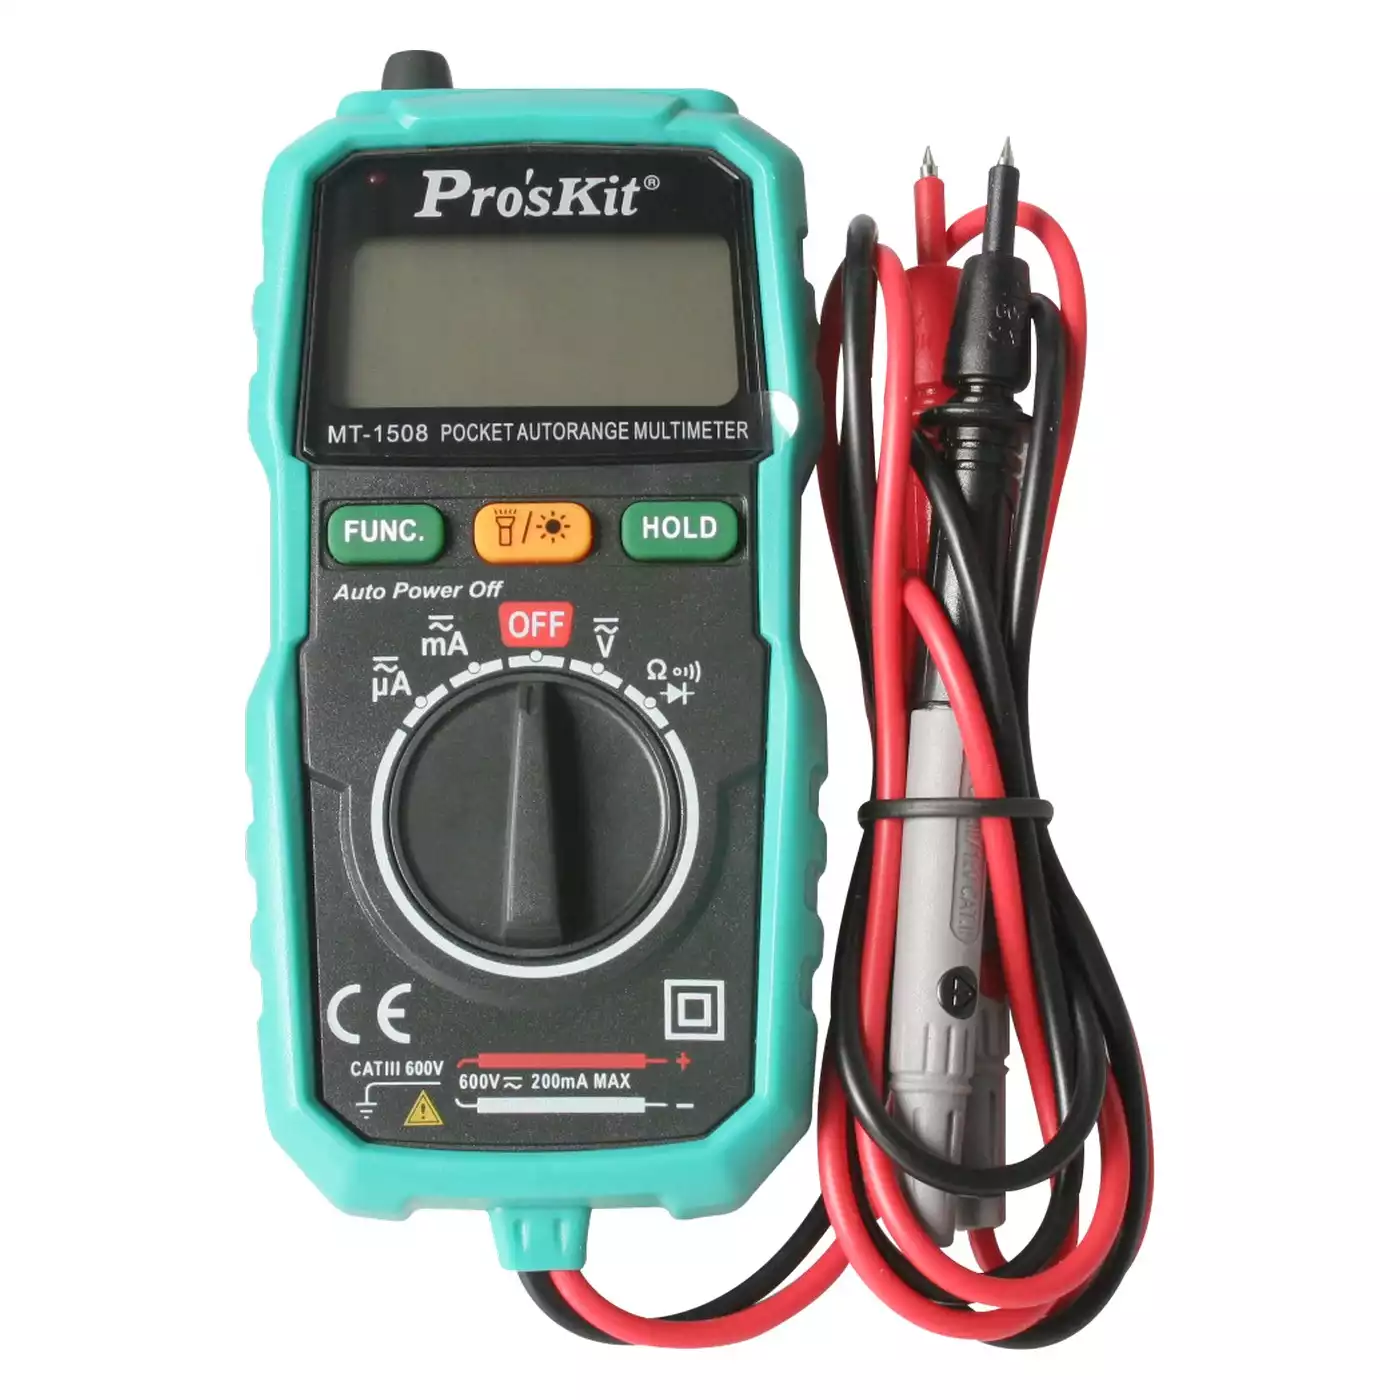 Pro'sKit®
MT-1508 POCKET AUTORANGE MULTIMETER
FUNC.
/
HOLD
Auto Power Off
OFF
mA
V
µA
Ω
CE
CATIII 600V
600V 200mA MAX
+
−